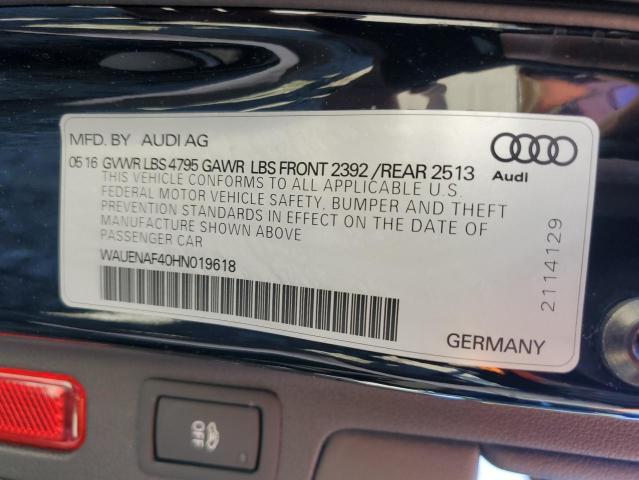 MFD. BY AUDI AG
05 16 GVWR LBS 4795 GAWR LBS FRONT 2392 /REAR 2513
THIS VEHICLE CONFORMS TO ALL APPLICABLE U.S.
FEDERAL MOTOR VEHICLE SAFETY, BUMPER AND THEFT
PREVENTION STANDARDS IN EFFECT ON THE DATE OF
MANUFACTURE SHOWN ABOVE
PASSENGER CAR
WAUENAF40HN019618
Audi
2114129
GERMANY
OFF